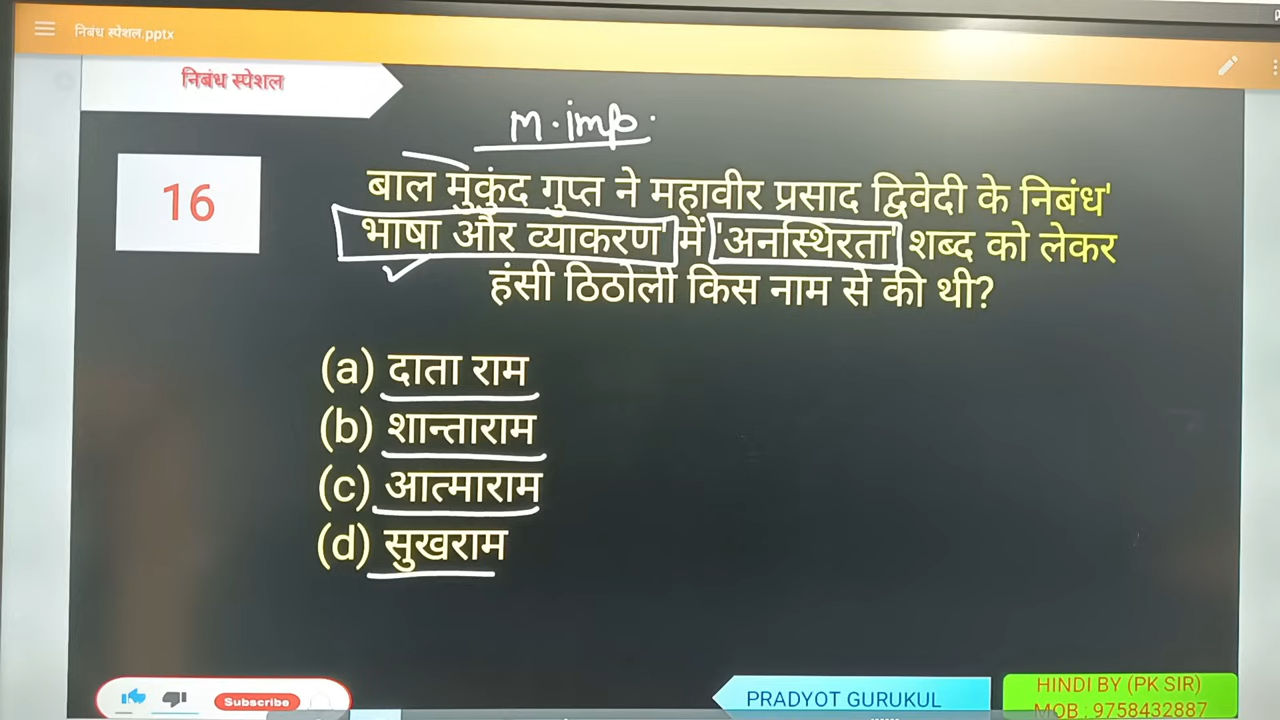 निबंध स्पेशल.pptx
निबंध स्पेशल
M.imp.
16
बाल मुकुंद गुप्त ने महावीर प्रसाद द्विवेदी के निबंध'
भाषा और व्याकरण' में 'अनस्थिरता' शब्द को लेकर
हंसी ठिठोली किस नाम से की थी?
(a) दाता राम
(b) शान्ताराम
(c) आत्माराम
(d) सुखराम
Subscribe
PRADYOT GURUKUL
HINDI BY (PK SIR)
MOB : 9758432887